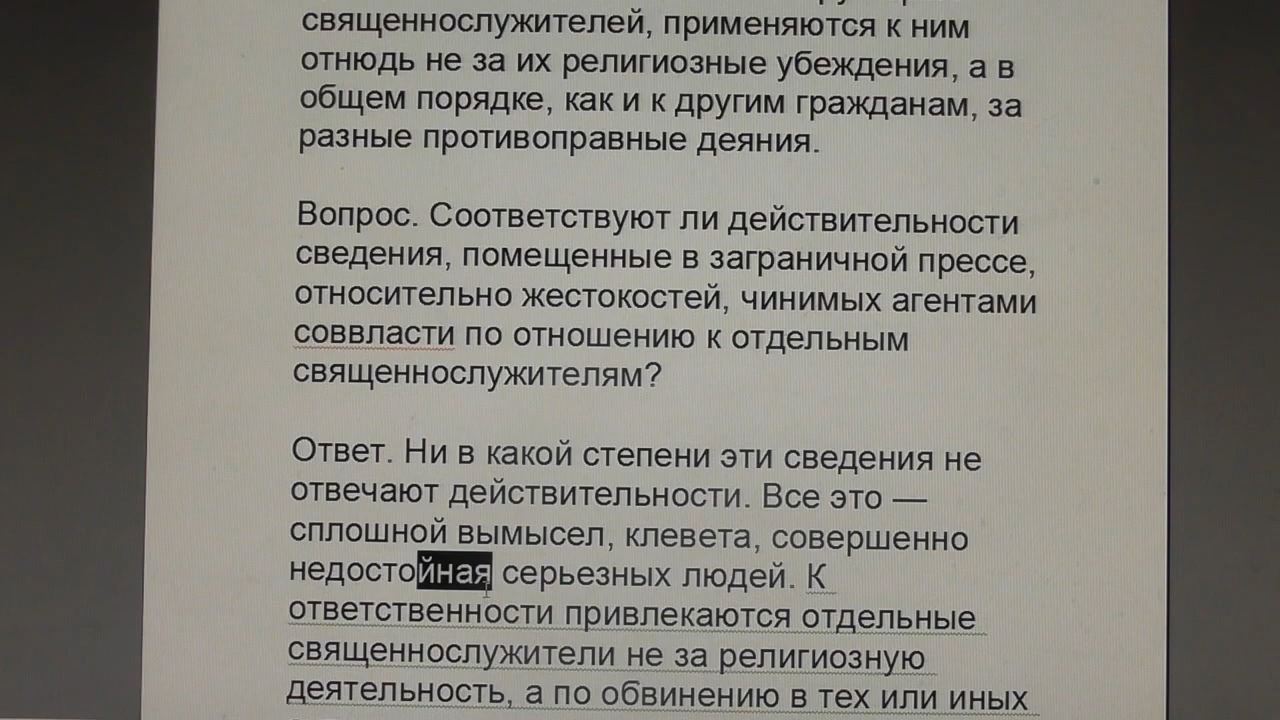 священнослужителей, применяются к ним
отнюдь не за их религиозные убеждения, а в
общем порядке, как и к другим гражданам, за
разные противоправные деяния.
Вопрос. Соответствуют ли действительности
сведения, помещенные в заграничной прессе,
относительно жестокостей, чинимых агентами
соввласти по отношению к отдельным
священнослужителям?
Ответ. Ни в какой степени эти сведения не
отвечают действительности. Все это —
сплошной вымысел, клевета, совершенно
недостойная серьезных людей. К
ответственности привлекаются отдельные
священнослужители не за религиозную
деятельность, а по обвинению в тех или иных